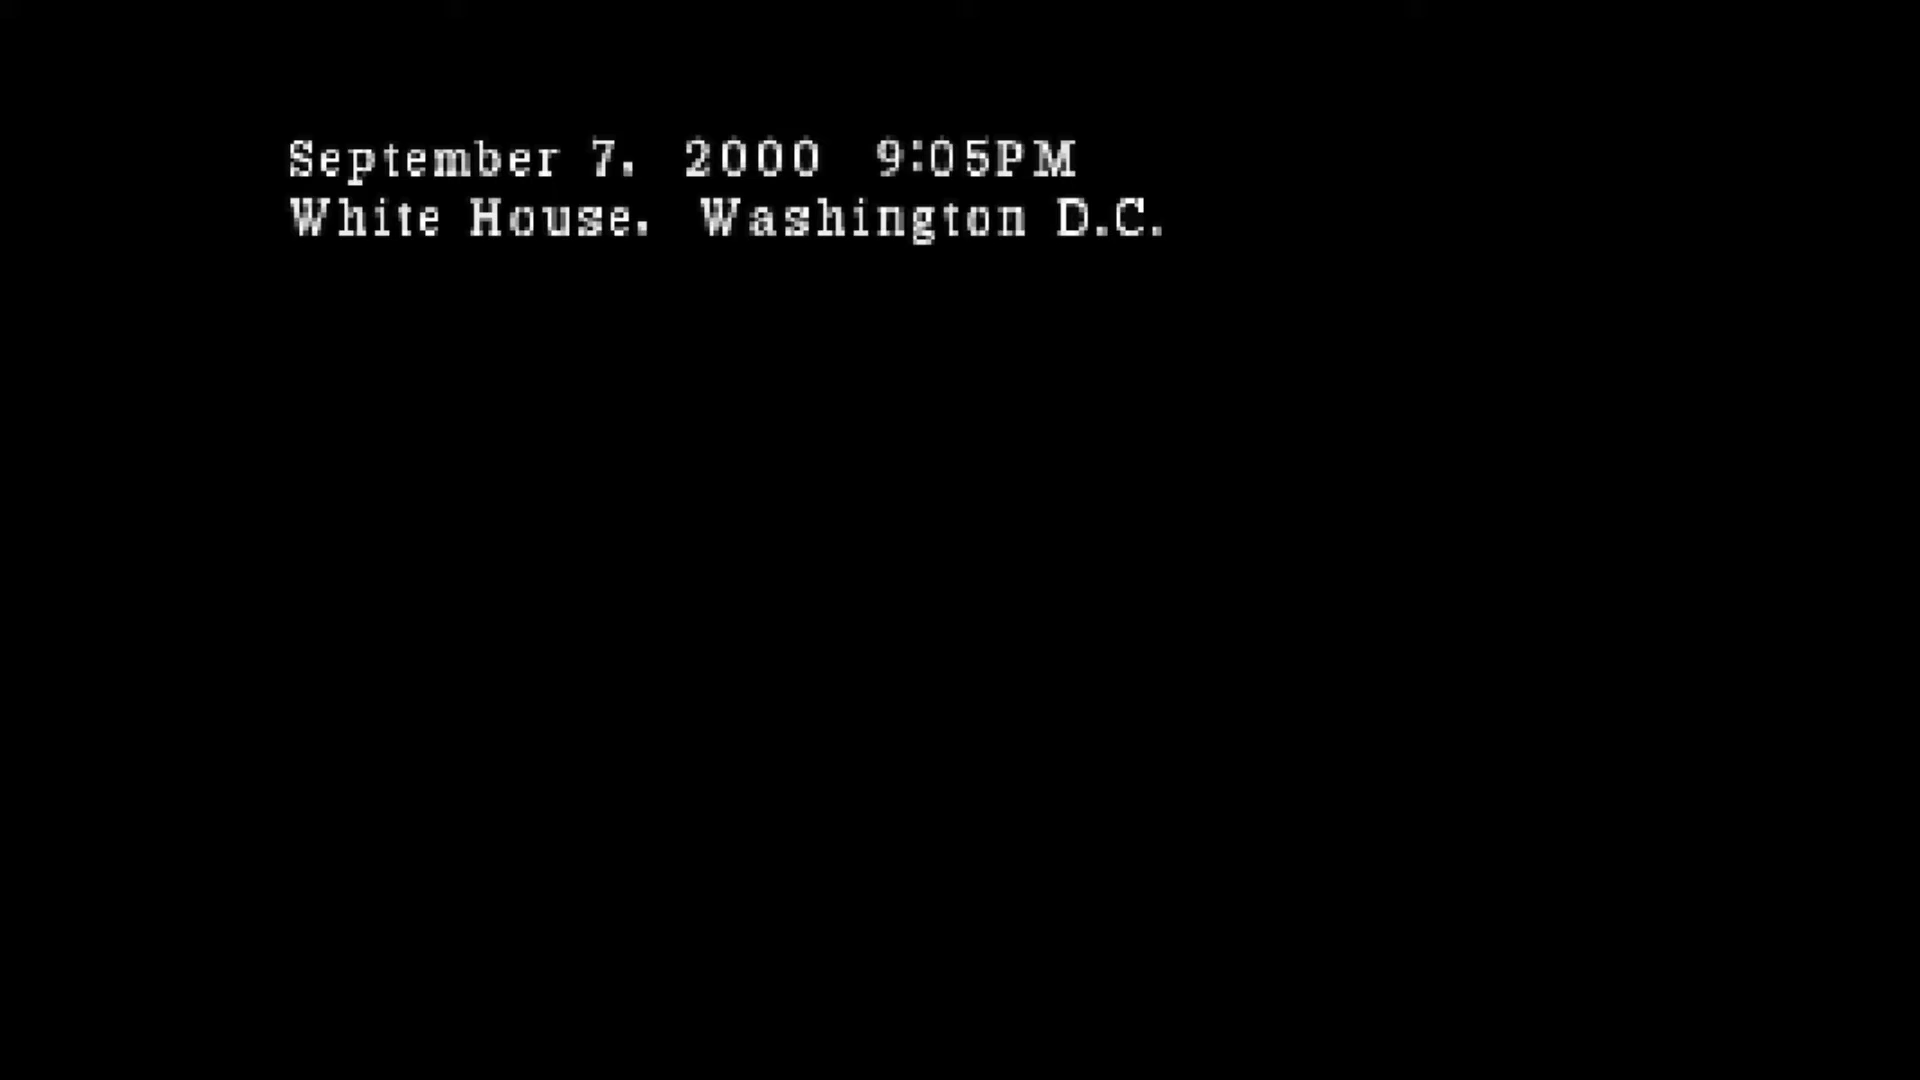 September 7, 2000 9:05PM
White House, Washington D.C.